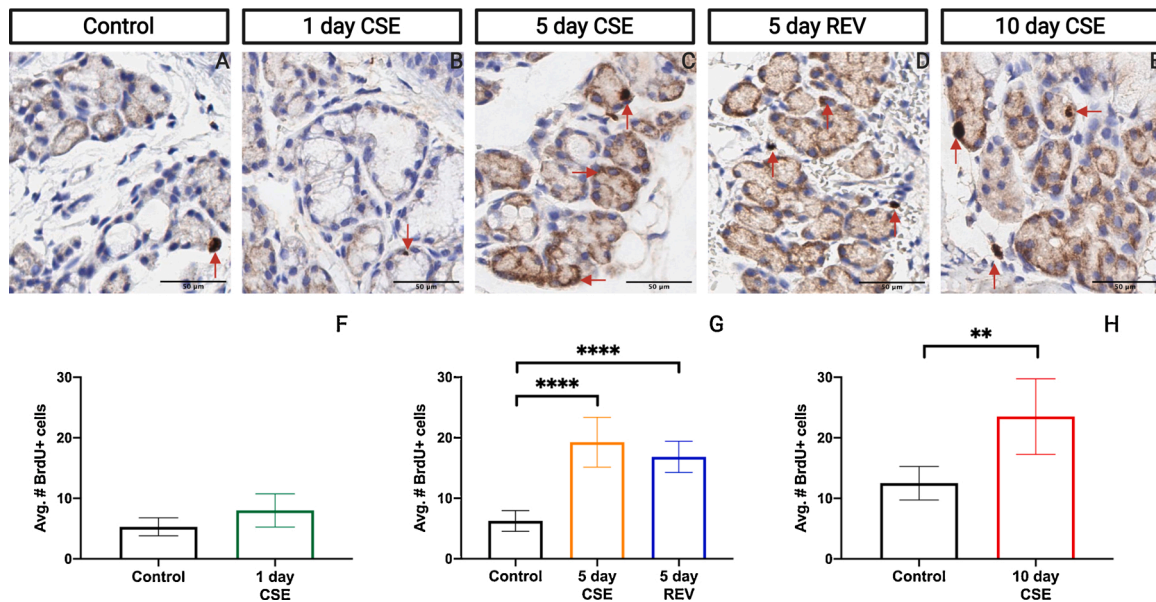 Control
1 day CSE
5 day CSE
5 day REV
10 day CSE
A
B
C
D
E
50 µm
50 µm
50 µm
50 µm
50 µm
F
G
H
Avg. # BrdU+ cells
30
20
10
0
Control
1 day
CSE
****
****
Avg. # BrdU+ cells
30
20
10
0
Control
5 day
CSE
5 day
REV
**
Avg. # BrdU+ cells
30
20
10
0
Control
10 day
CSE